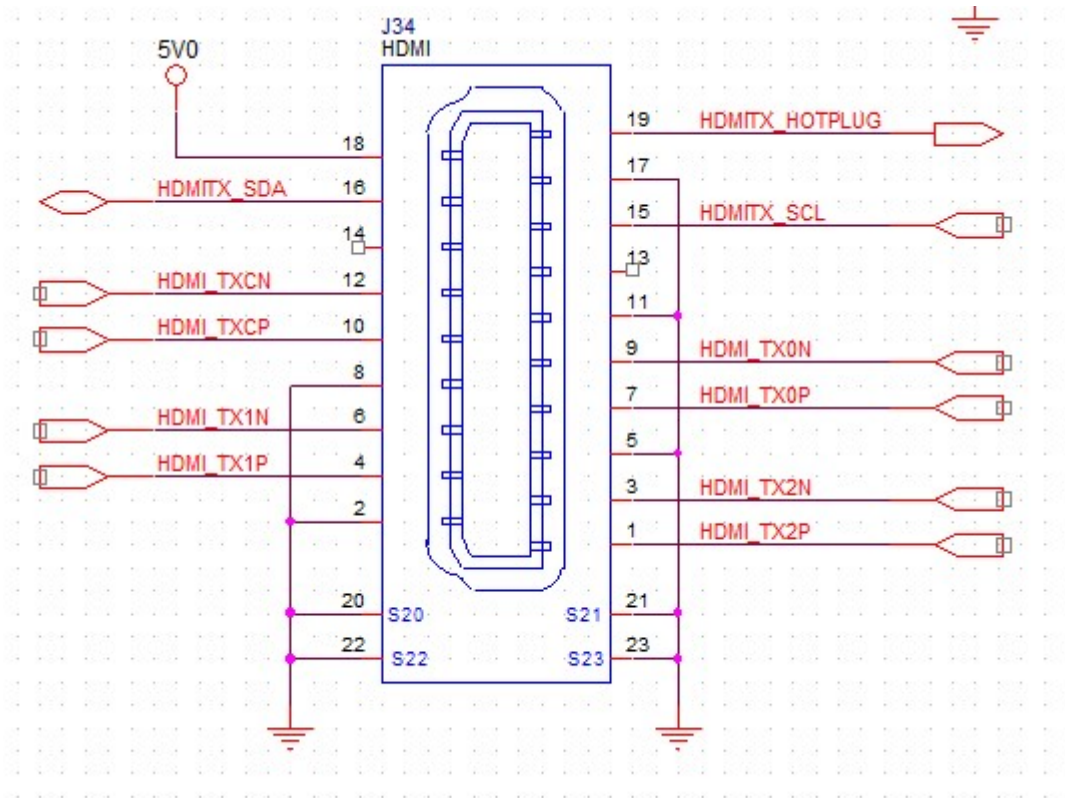 J34
HDMI
5V0
18
19 HDMITX_HOTPLUG
17
HDMITX_SDA 16
15 HDMITX_SCL
14
13
HDMI_TXCN 12
11
HDMI_TXCP 10
9 HDMI_TX0N
8
7 HDMI_TX0P
HDMI_TX1N 6
5
HDMI_TX1P 4
3 HDMI_TX2N
2
1 HDMI_TX2P
20 S20 S21 21
22 S22 S23 23